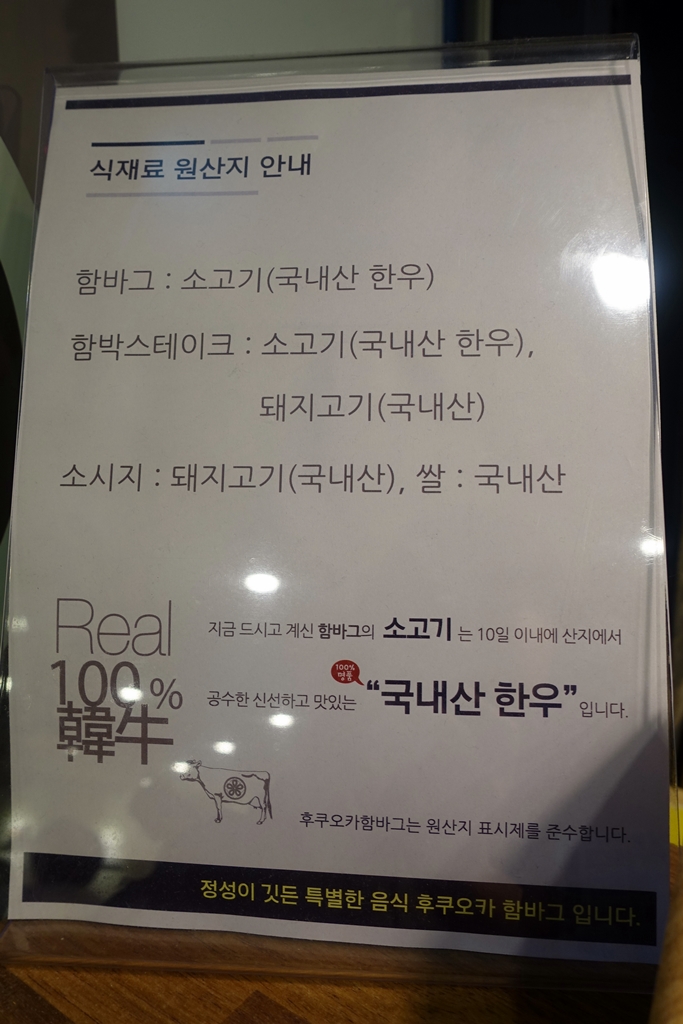 식재료 원산지 안내
함바그 : 소고기(국내산 한우)
함박스테이크 : 소고기(국내산 한우),
돼지고기(국내산)
소시지 : 돼지고기(국내산), 쌀 : 국내산
Real
100%
韓牛
지금 드시고 계신 함바그의 소고기 는 10일 이내에 산지에서
100%
명품
공수한 신선하고 맛있는 “국내산 한우” 입니다.
후쿠오카함바그는 원산지 표시제를 준수합니다.
정성이 깃든 특별한 음식 후쿠오카 함바그 입니다.